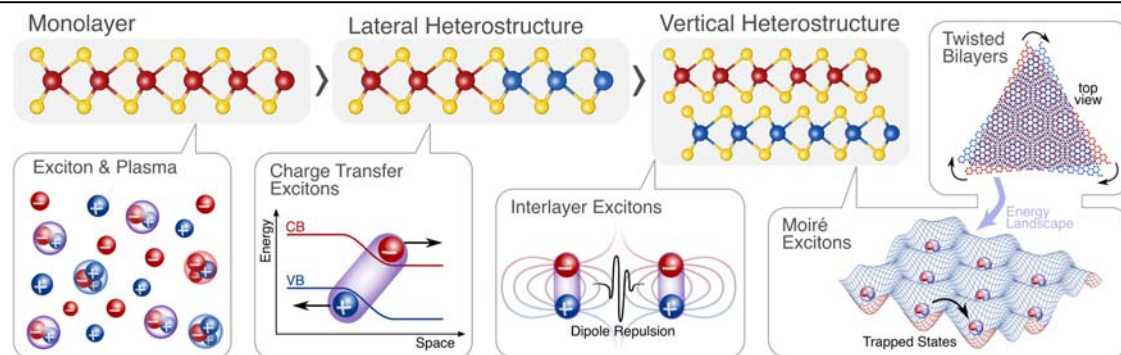 Monolayer
Lateral Heterostructure
Vertical Heterostructure
Twisted
Bilayers
top
view
Exciton & Plasma
Charge Transfer
Excitons
Energy
CB
VB
Space
Interlayer Excitons
Dipole Repulsion
Moiré
Excitons
Energy
Landscape
Trapped States